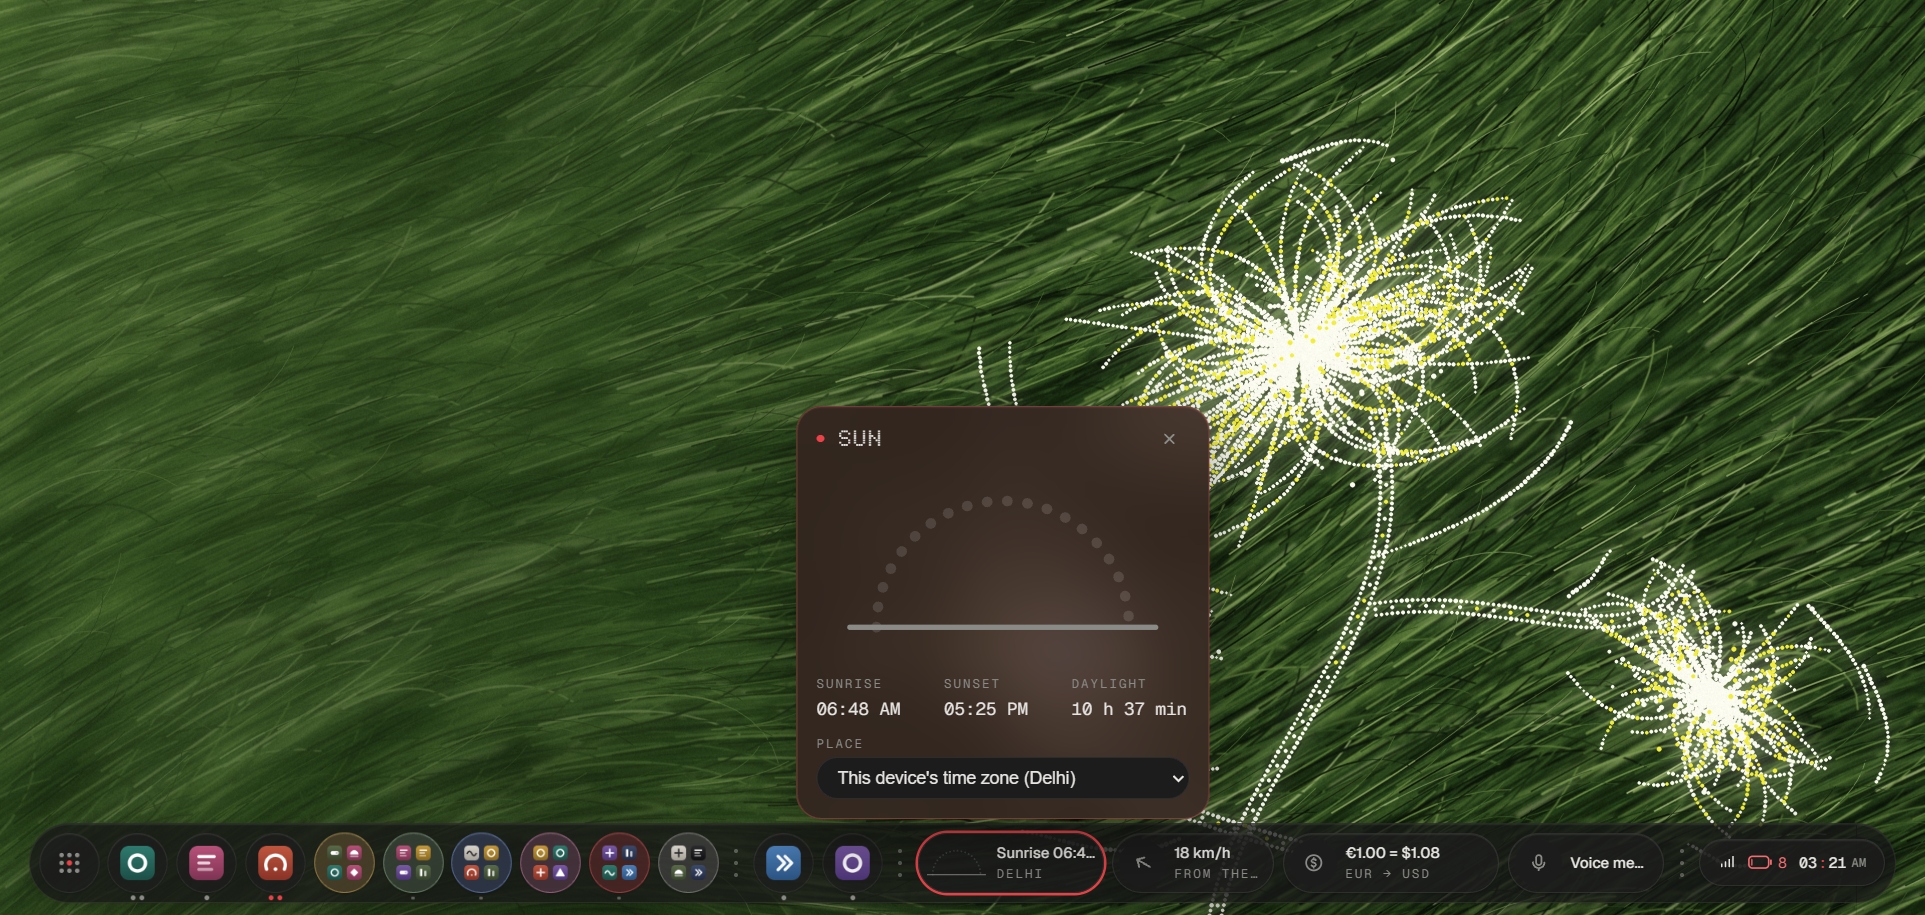 SUN
SUNRISE SUNSET DAYLIGHT
06:48 AM 05:25 PM 10 h 37 min
PLACE
This device's time zone (Delhi)
Sunrise 06:4…
DELHI
18 km/h
FROM THE…
€1.00 = $1.08
EUR → USD
Voice me…
8 03:21 AM